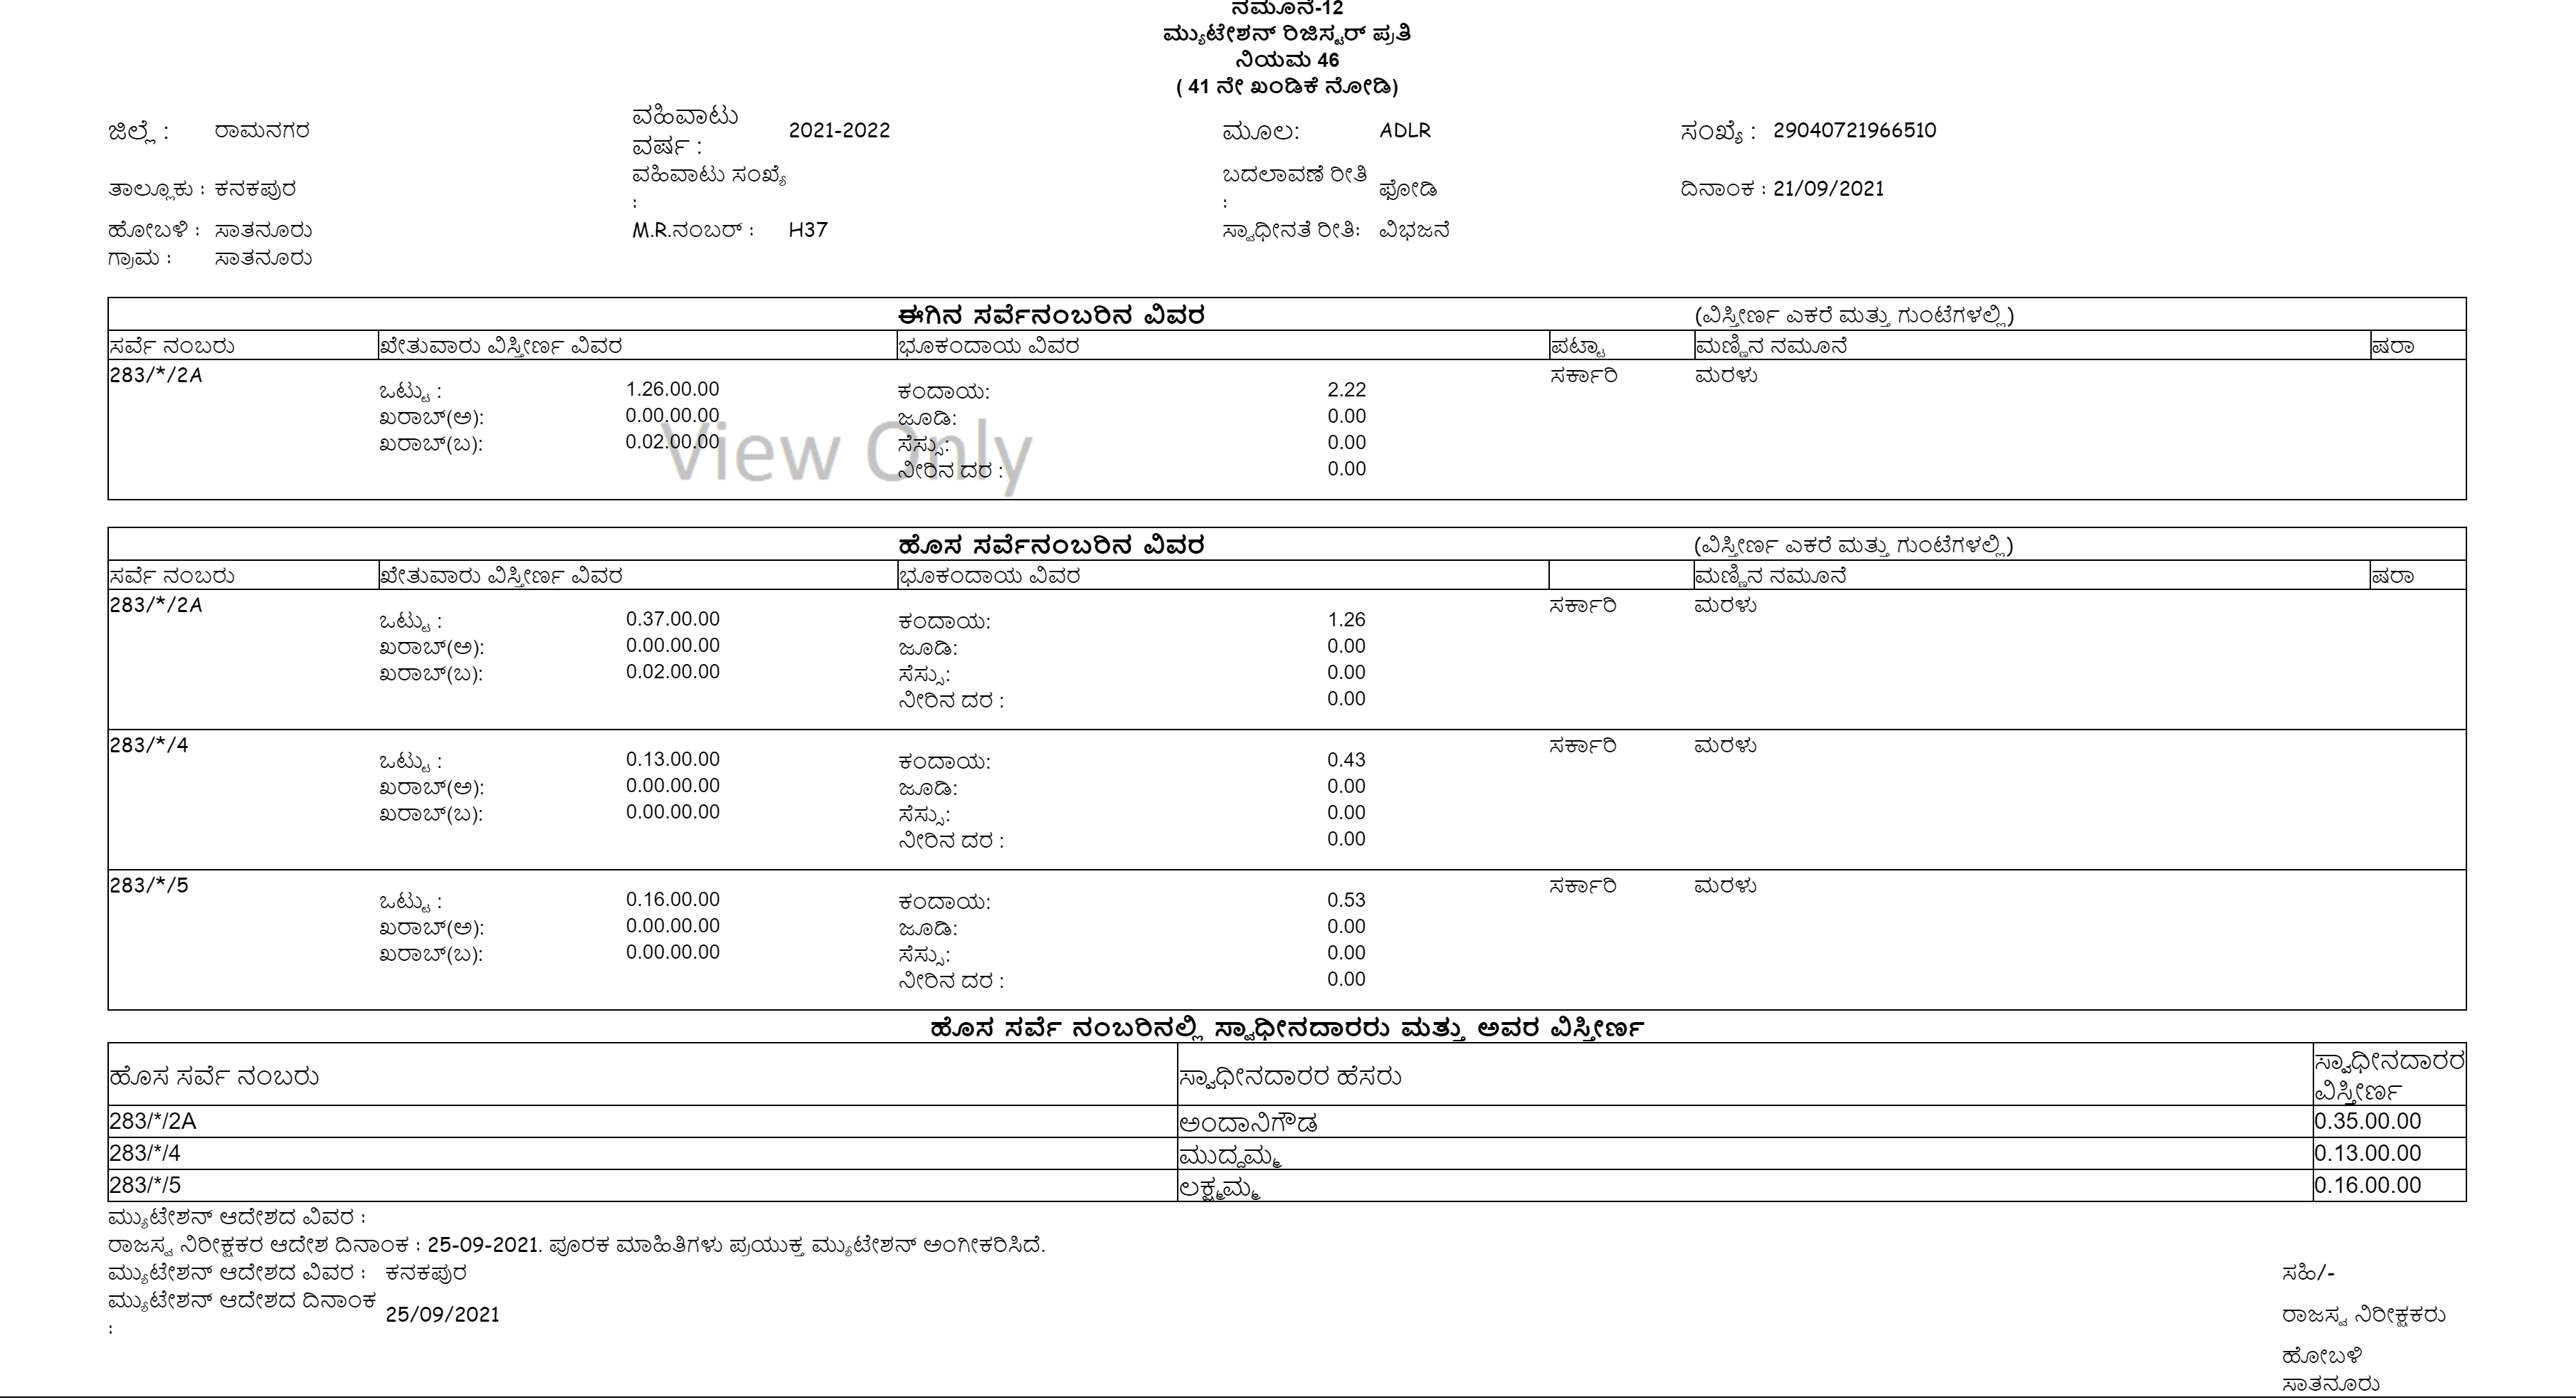 ನಮೂನೆ-12
ಮ್ಯುಟೇಶನ್ ರಿಜಿಸ್ಟರ್ ಪ್ರತಿ
ನಿಯಮ 46
( 41 ನೇ ಖಂಡಿಕೆ ನೋಡಿ)
ಜಿಲ್ಲೆ : ರಾಮನಗರ ವಹಿವಾಟು ವರ್ಷ : 2021-2022 ಮೂಲ: ADLR ಸಂಖ್ಯೆ : 29040721966510
ತಾಲ್ಲೂಕು : ಕನಕಪುರ ವಹಿವಾಟು ಸಂಖ್ಯೆ : ಬದಲಾವಣೆ ರೀತಿ : ಫೋಡಿ ದಿನಾಂಕ : 21/09/2021
ಹೋಬಳಿ : ಸಾತನೂರು M.R.ನಂಬರ್ : H37 ಸ್ವಾಧೀನತೆ ರೀತಿ: ವಿಭಜನೆ
ಗ್ರಾಮ : ಸಾತನೂರು
ಈಗಿನ ಸರ್ವೆನಂಬರಿನ ವಿವರ (ವಿಸ್ತೀರ್ಣ ಎಕರೆ ಮತ್ತು ಗುಂಟೆಗಳಲ್ಲಿ)
ಸರ್ವೆ ನಂಬರು ಖೇತುವಾರು ವಿಸ್ತೀರ್ಣ ವಿವರ ಭೂಕಂದಾಯ ವಿವರ ಪಟ್ಟಾ ಮಣ್ಣಿನ ನಮೂನೆ ಷರಾ
283/*/2A ಸರ್ಕಾರಿ ಮರಳು
ಒಟ್ಟು : 1.26.00.00 ಕಂದಾಯ: 2.22
ಖರಾಬ್(ಅ): 0.00.00.00 ಜೂಡಿ: 0.00
ಖರಾಬ್(ಬ): 0.02.00.00 ಸೆಸ್ಸು: 0.00
ನೀರಿನ ದರ : 0.00
View Only
ಹೊಸ ಸರ್ವೆನಂಬರಿನ ವಿವರ (ವಿಸ್ತೀರ್ಣ ಎಕರೆ ಮತ್ತು ಗುಂಟೆಗಳಲ್ಲಿ)
ಸರ್ವೆ ನಂಬರು ಖೇತುವಾರು ವಿಸ್ತೀರ್ಣ ವಿವರ ಭೂಕಂದಾಯ ವಿವರ ಮಣ್ಣಿನ ನಮೂನೆ ಷರಾ
283/*/2A ಸರ್ಕಾರಿ ಮರಳು
ಒಟ್ಟು : 0.37.00.00 ಕಂದಾಯ: 1.26
ಖರಾಬ್(ಅ): 0.00.00.00 ಜೂಡಿ: 0.00
ಖರಾಬ್(ಬ): 0.02.00.00 ಸೆಸ್ಸು: 0.00
ನೀರಿನ ದರ : 0.00
283/*/4 ಸರ್ಕಾರಿ ಮರಳು
ಒಟ್ಟು : 0.13.00.00 ಕಂದಾಯ: 0.43
ಖರಾಬ್(ಅ): 0.00.00.00 ಜೂಡಿ: 0.00
ಖರಾಬ್(ಬ): 0.00.00.00 ಸೆಸ್ಸು: 0.00
ನೀರಿನ ದರ : 0.00
283/*/5 ಸರ್ಕಾರಿ ಮರಳು
ಒಟ್ಟು : 0.16.00.00 ಕಂದಾಯ: 0.53
ಖರಾಬ್(ಅ): 0.00.00.00 ಜೂಡಿ: 0.00
ಖರಾಬ್(ಬ): 0.00.00.00 ಸೆಸ್ಸು: 0.00
ನೀರಿನ ದರ : 0.00
ಹೊಸ ಸರ್ವೆ ನಂಬರಿನಲ್ಲಿ ಸ್ವಾಧೀನದಾರರು ಮತ್ತು ಅವರ ವಿಸ್ತೀರ್ಣ
ಹೊಸ ಸರ್ವೆ ನಂಬರು ಸ್ವಾಧೀನದಾರರ ಹೆಸರು ಸ್ವಾಧೀನದಾರರ ವಿಸ್ತೀರ್ಣ
283/*/2A ಅಂದಾನಿಗೌಡ 0.35.00.00
283/*/4 ಮುದ್ದಮ್ಮ 0.13.00.00
283/*/5 ಲಕ್ಷ್ಮಮ್ಮ 0.16.00.00
ಮ್ಯುಟೇಶನ್ ಆದೇಶದ ವಿವರ :
ರಾಜಸ್ವ ನಿರೀಕ್ಷಕರ ಆದೇಶ ದಿನಾಂಕ : 25-09-2021. ಪೂರಕ ಮಾಹಿತಿಗಳು ಪ್ರಯುಕ್ತ ಮ್ಯುಟೇಶನ್ ಅಂಗೀಕರಿಸಿದೆ.
ಮ್ಯುಟೇಶನ್ ಆದೇಶದ ವಿವರ : ಕನಕಪುರ ಸಹಿ/-
ಮ್ಯುಟೇಶನ್ ಆದೇಶದ ದಿನಾಂಕ : 25/09/2021 ರಾಜಸ್ವ ನಿರೀಕ್ಷಕರು
ಹೋಬಳಿ
ಸಾತನೂರು